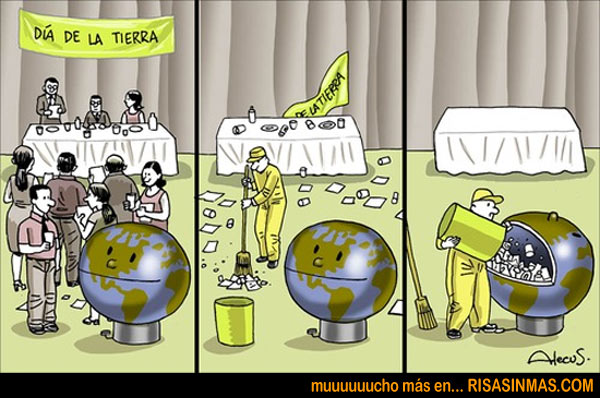 DÍA DE LA TIERRA
DE LA TIERRA
Alecus.
muuuuuucho más en... RISASINMAS.COM